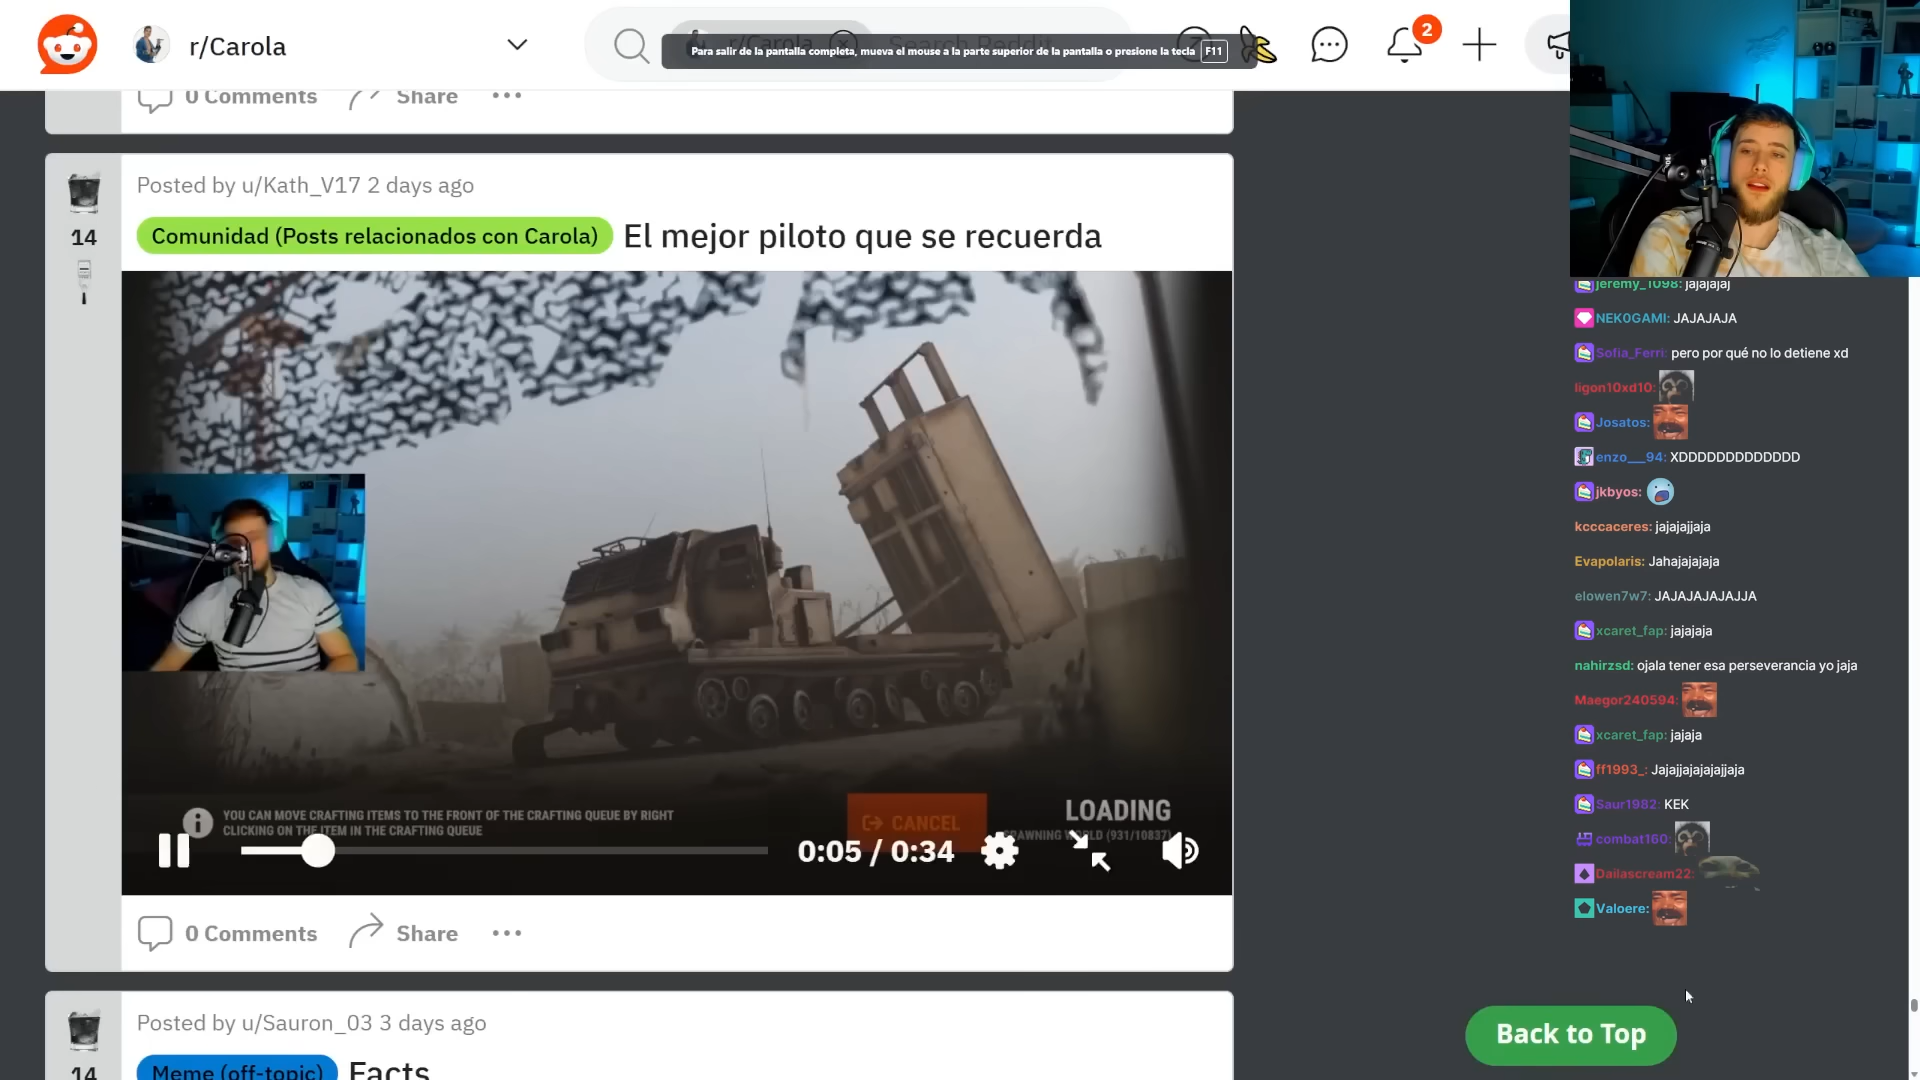 r/Carola
Para salir de la pantalla completa, mueva el mouse a la parte superior de la pantalla o presione la tecla F11
2
0 Comments Share
Posted by u/Kath_V17 2 days ago
14
Comunidad (Posts relacionados con Carola) El mejor piloto que se recuerda
YOU CAN MOVE CRAFTING ITEMS TO THE FRONT OF THE CRAFTING QUEUE BY RIGHT
CLICKING ON THE ITEM IN THE CRAFTING QUEUE
CANCEL
LOADING
0:05 / 0:34
0 Comments Share
Posted by u/Sauron_03 3 days ago
14
Meme (off-topic) Facts
jeremy_1098: jajajajaj
NEK0GAMI: JAJAJAJA
Sofia_Ferri: pero por qué no lo detiene xd
ligon10xd10:
Josatos:
enzo___94: XDDDDDDDDDDDDD
jkbyos:
kcccaceres: jajajajjaja
Evapolaris: Jahajajajaja
elowen7w7: JAJAJAJAJAJJA
xcaret_fap: jajajaja
nahirzsd: ojala tener esa perseverancia yo jaja
Maegor240594:
xcaret_fap: jajaja
ff1993_: Jajajjajajajajjaja
Saur1982: KEK
combat160:
Dailascream22:
Valoere:
Back to Top